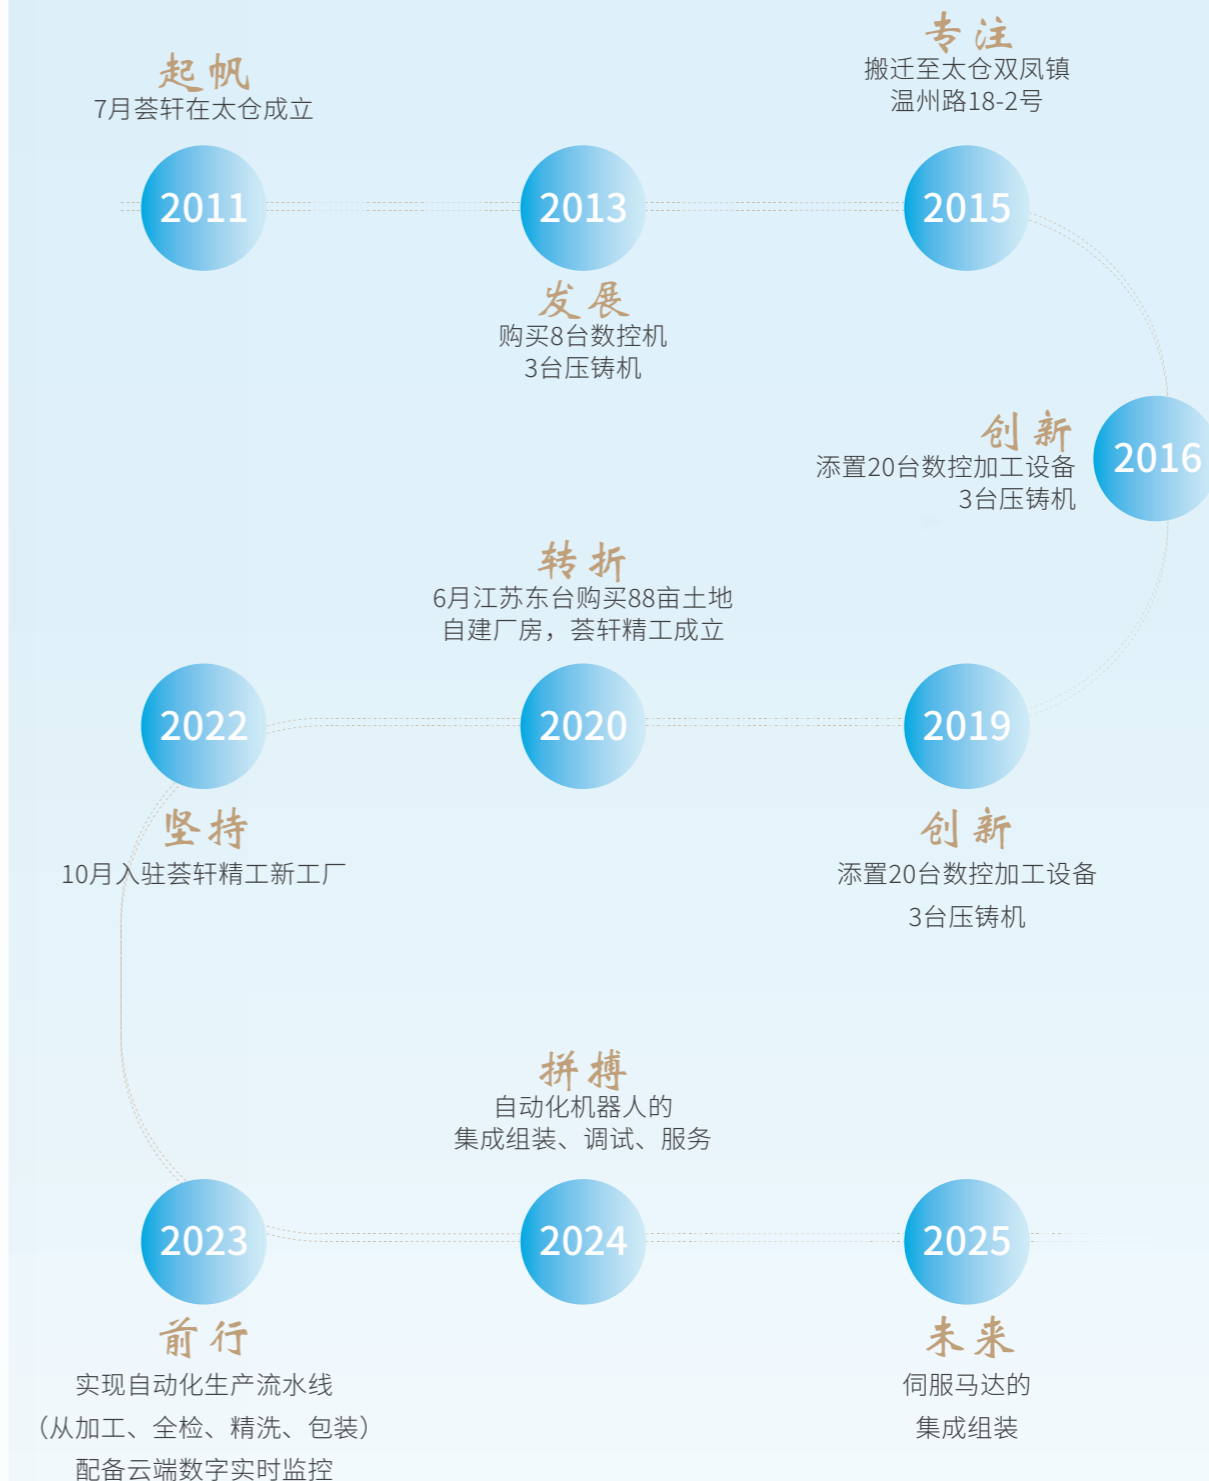 起帆
7月荟轩在太仓成立
2011
2013
发展
购买8台数控机
3台压铸机
专注
搬迁至太仓双凤镇
温州路18-2号
2015
创新
添置20台数控加工设备
3台压铸机
2016
2019
创新
添置20台数控加工设备
3台压铸机
转折
6月江苏东台购买88亩土地
自建厂房，荟轩精工成立
2020
2022
坚持
10月入驻荟轩精工新工厂
2023
前行
实现自动化生产流水线
（从加工、全检、精洗、包装）
配备云端数字实时监控
拼搏
自动化机器人的
集成组装、调试、服务
2024
2025
未来
伺服马达的
集成组装